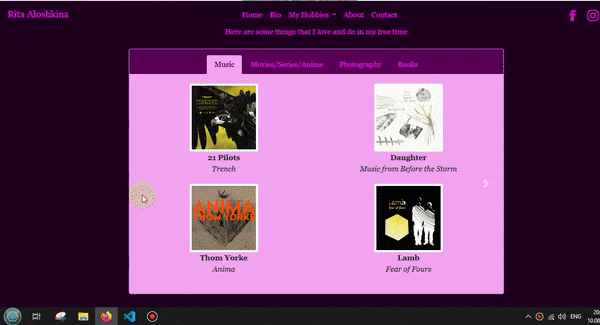 Rita Aloshkina
Home Bio My Hobbies About Contact
Here are some things that I love and do in my free time
Music Movies/Series/Anime Photography Books
TRENCH
21 Pilots
Trench
Daughter
Music from Before the Storm
ANIMA
THOM YORKE
Thom Yorke
Anima
Lamb
fear of fours
Lamb
Fear of Fours
ENG
10.08